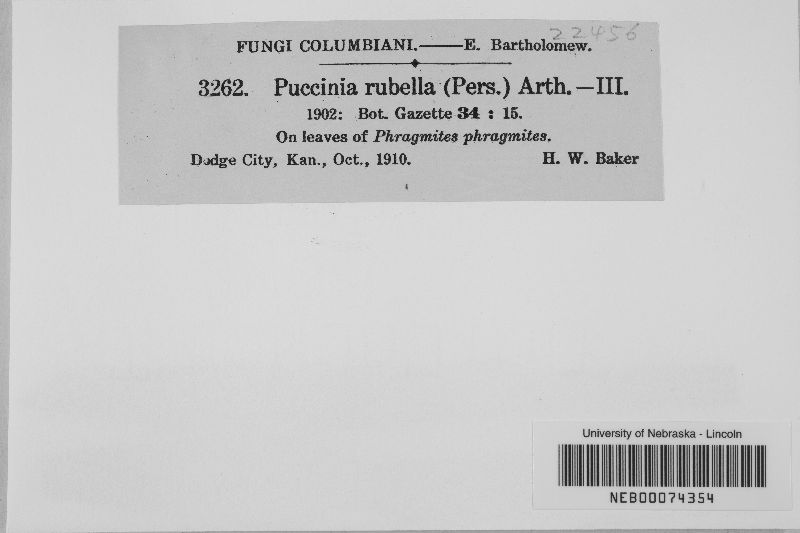 22456
FUNGI COLUMBIANI.——E. Bartholomew.
3262. Puccinia rubella (Pers.) Arth.—III.
1902: Bot. Gazette 34 : 15.
On leaves of Phragmites phragmites.
Dodge City, Kan., Oct., 1910. H. W. Baker
University of Nebraska - Lincoln
NEB00074354